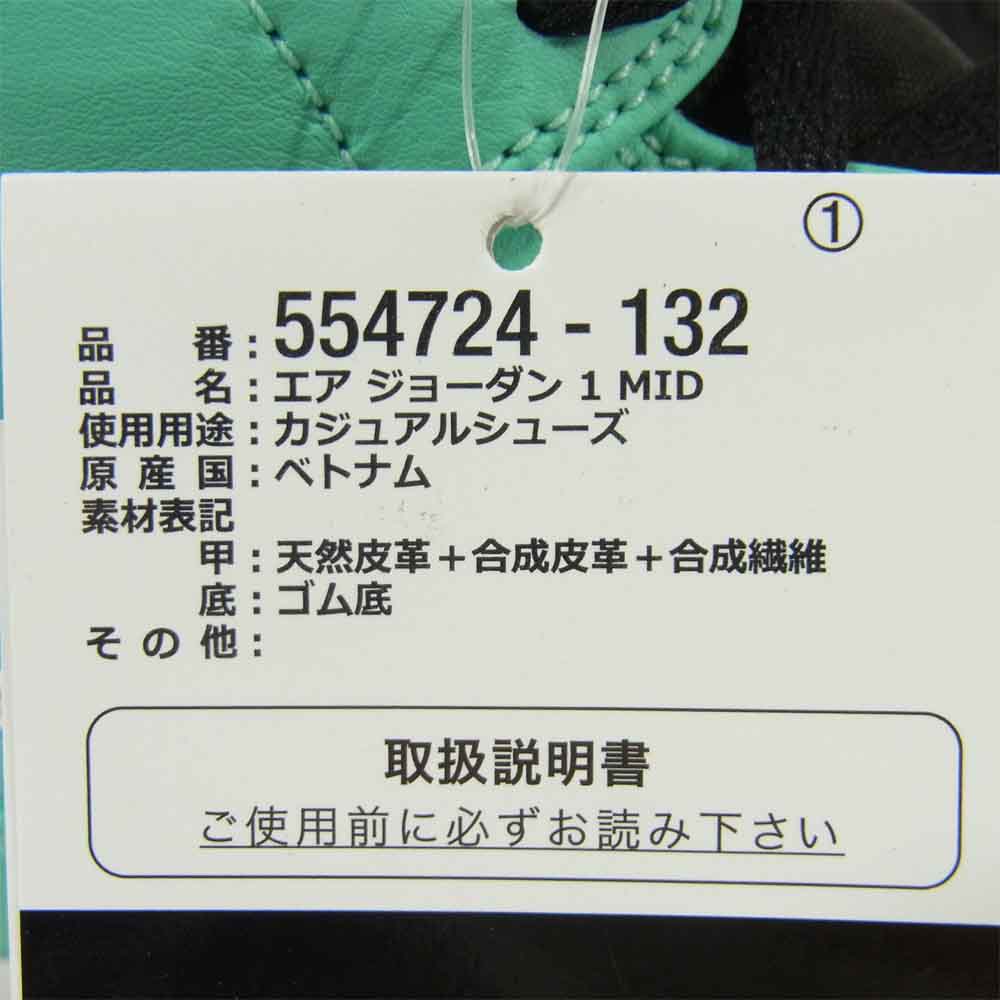 ①
品番:554724-132
品名:エア ジョーダン 1 MID
使用用途:カジュアルシューズ
原産国:ベトナム
素材表記
甲:天然皮革+合成皮革+合成繊維
底:ゴム底
その他:
取扱説明書
ご使用前に必ずお読み下さい